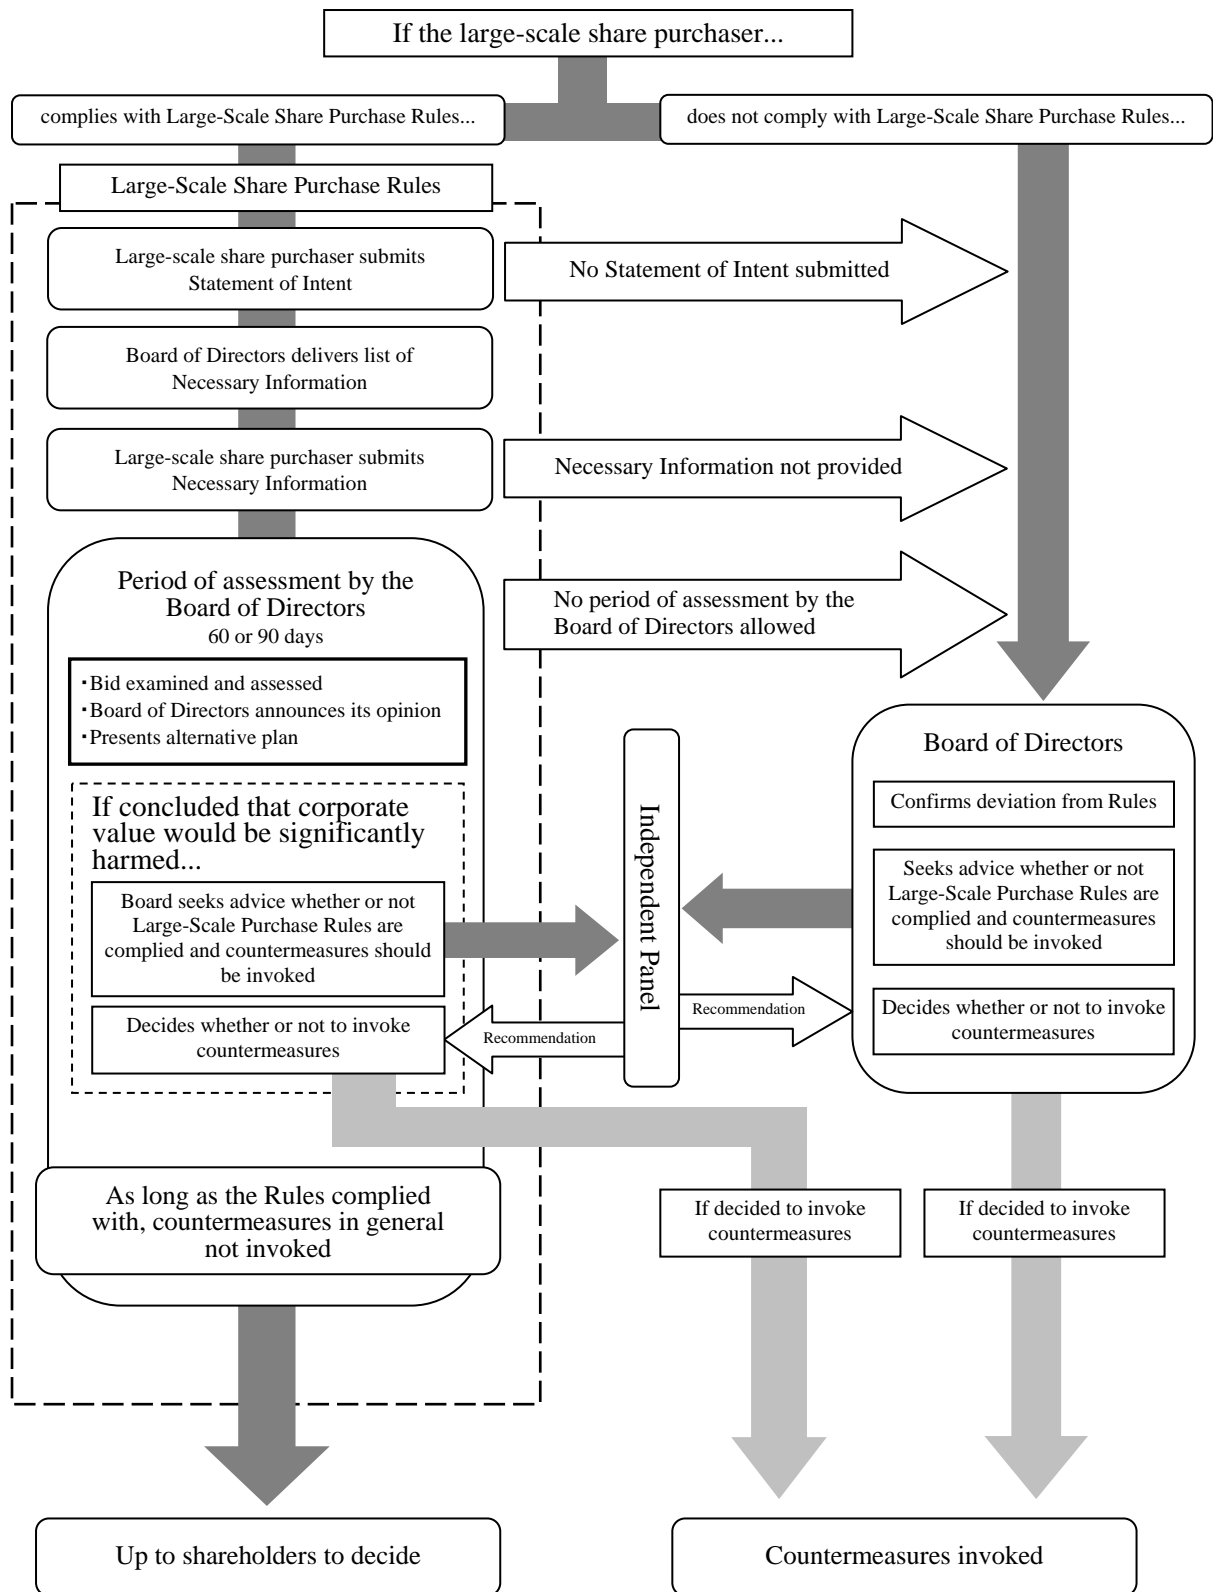 If the large-scale share purchaser...
complies with Large-Scale Share Purchase Rules...
does not comply with Large-Scale Share Purchase Rules...
Large-Scale Share Purchase Rules
Large-scale share purchaser submits
Statement of Intent
No Statement of Intent submitted
Board of Directors delivers list of
Necessary Information
Large-scale share purchaser submits
Necessary Information
Necessary Information not provided
Period of assessment by the
Board of Directors
60 or 90 days
No period of assessment by the
Board of Directors allowed
・Bid examined and assessed
・Board of Directors announces its opinion
・Presents alternative plan
If concluded that corporate
value would be significantly
harmed...
Board seeks advice whether or not
Large-Scale Purchase Rules are
complied and countermeasures should
be invoked
Decides whether or not to invoke
countermeasures
Independent Panel
Recommendation
Recommendation
Board of Directors
Confirms deviation from Rules
Seeks advice whether or not
Large-Scale Purchase Rules are
complied and countermeasures
should be invoked
Decides whether or not to invoke
countermeasures
As long as the Rules complied
with, countermeasures in general
not invoked
If decided to invoke
countermeasures
If decided to invoke
countermeasures
Up to shareholders to decide
Countermeasures invoked